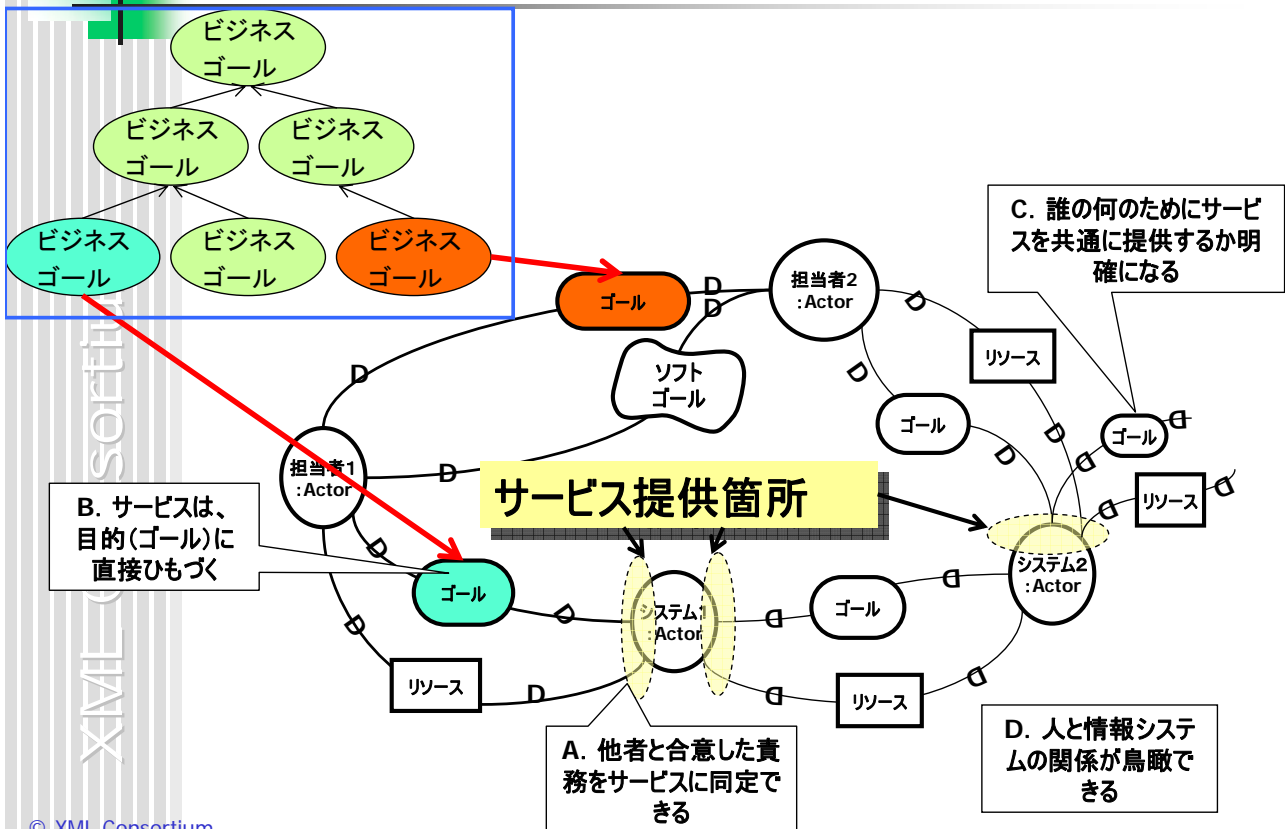 ビジネス
ゴール
ビジネス
ゴール
ビジネス
ゴール
ビジネス
ゴール
ビジネス
ゴール
ビジネス
ゴール
C. 誰の何のためにサービ
スを共通に提供するか明
確になる
ゴール
D
D
担当者2
:Actor
D
リソース
D
ソフト
ゴール
D
ゴール
D
D
ゴール
D
D
担当者1
:Actor
D
サービス提供箇所
D
リソース
D
B. サービスは、
目的(ゴール)に
直接ひもづく
D
ゴール
D
システム1
:Actor
D
ゴール
D
システム2
:Actor
D
リソース
D
D
リソース
D
A. 他者と合意した責
務をサービスに同定で
きる
D. 人と情報システ
ムの関係が鳥瞰で
きる
XML Consortium
© XML Consortium